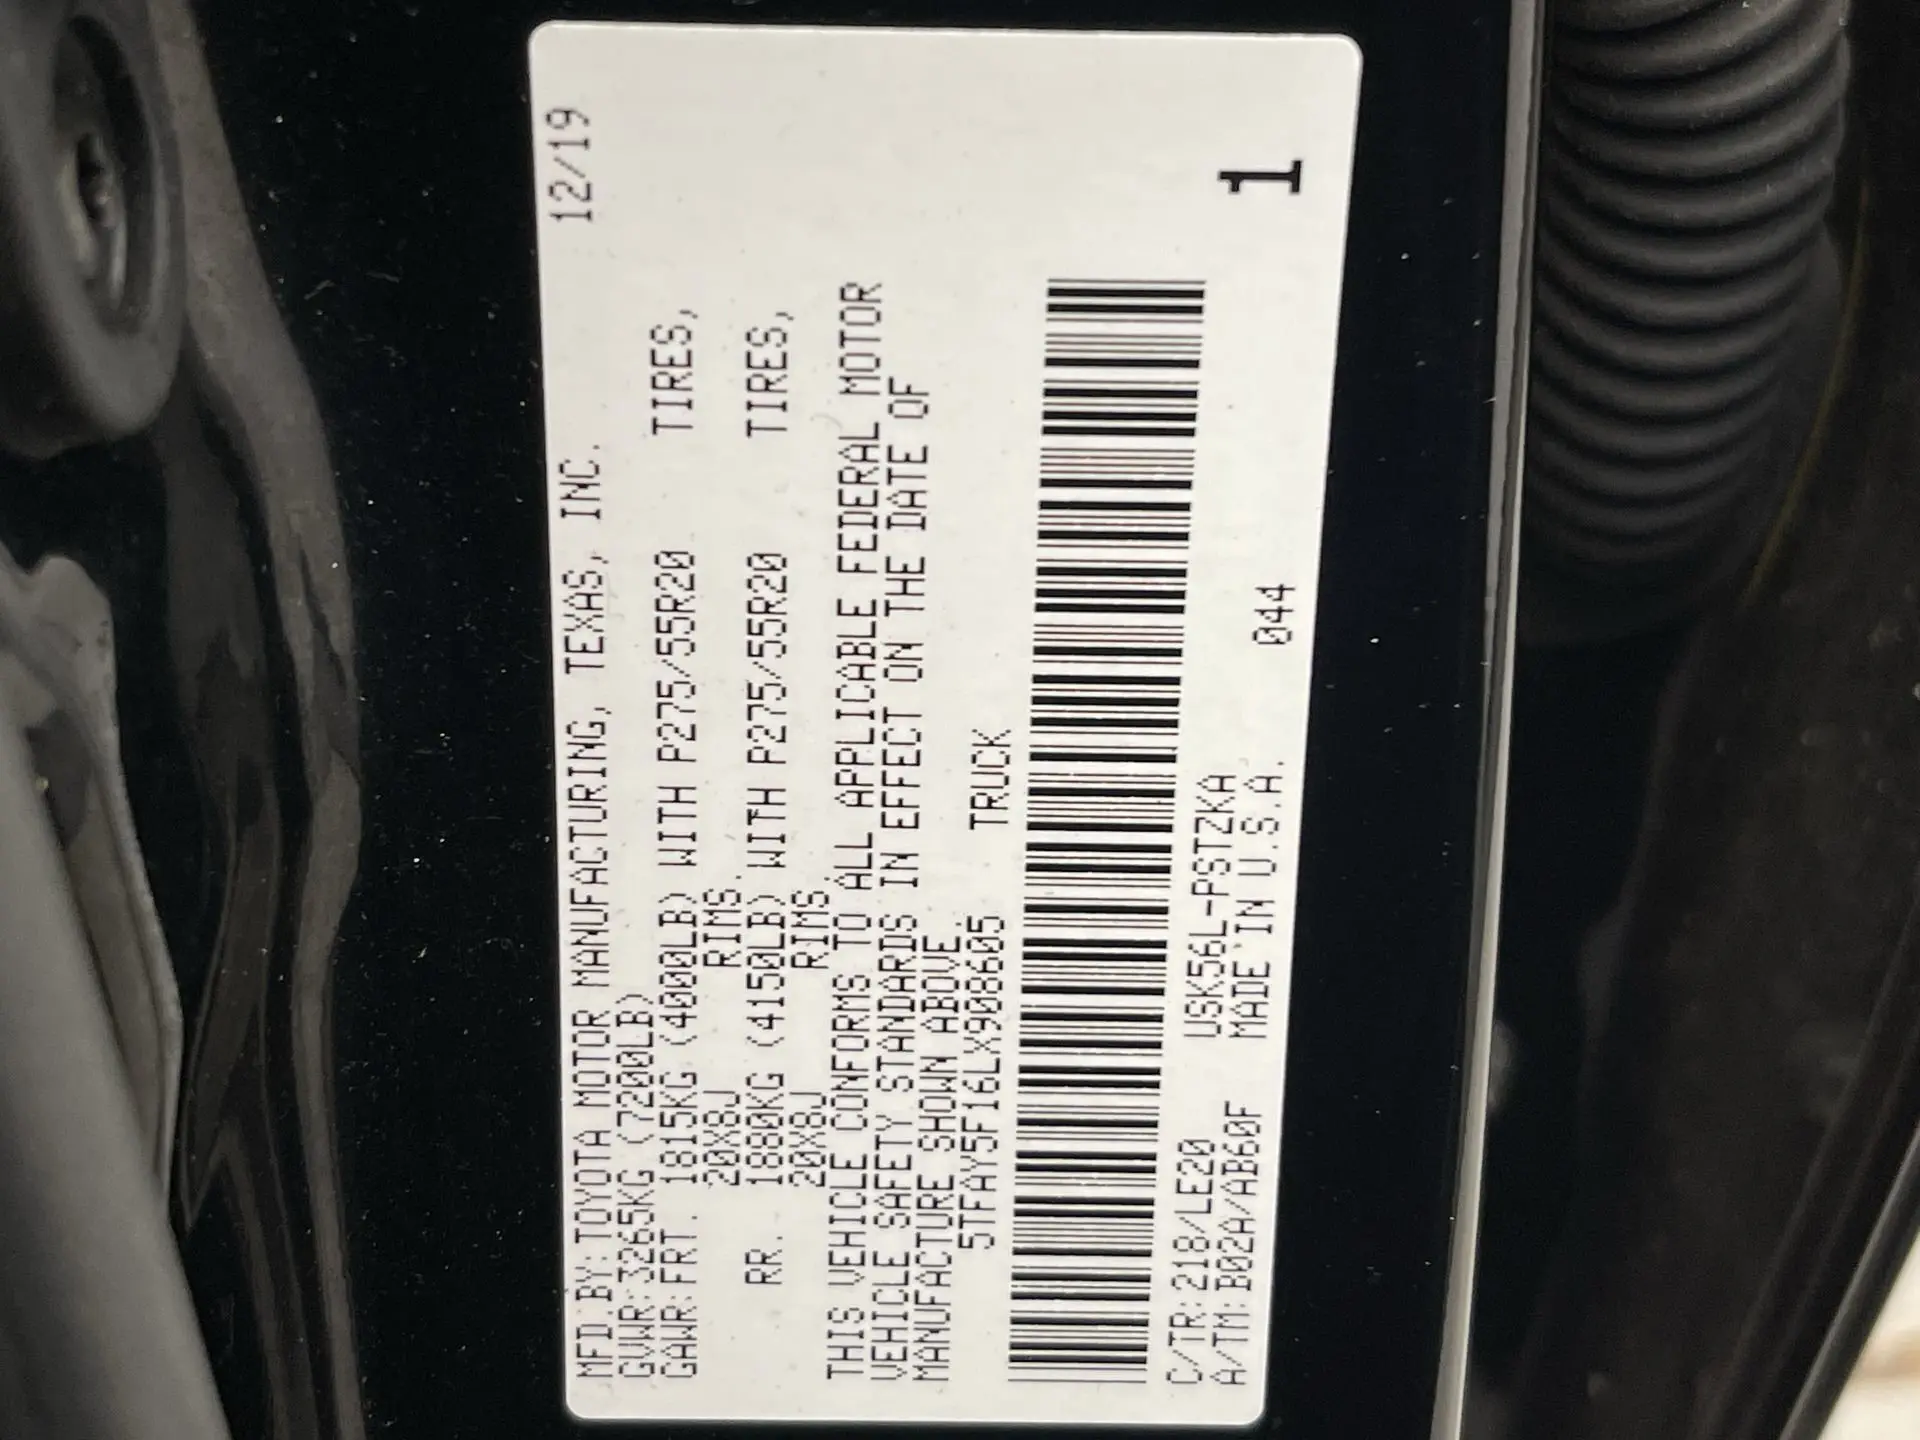 MFD.BY:TOYOTA MOTOR MANUFACTURING, TEXAS, INC. 12/19
GVWR:3265KG (7200LB)
GAWR:FRT. 1815KG (4000LB) WITH P275/55R20 TIRES,
20X8J RIMS.
RR. 1880KG (4150LB) WITH P275/55R20 TIRES,
20X8J RIMS
THIS VEHICLE CONFORMS TO ALL APPLICABLE FEDERAL MOTOR
VEHICLE SAFETY STANDARDS IN EFFECT ON THE DATE OF
MANUFACTURE SHOWN ABOVE.
5TFAY5F16LX908605 TRUCK
C/TR:218/LE20 USK56L-PSTZKA
A/TM:B02A/AB60F MADE IN U.S.A. 044
1